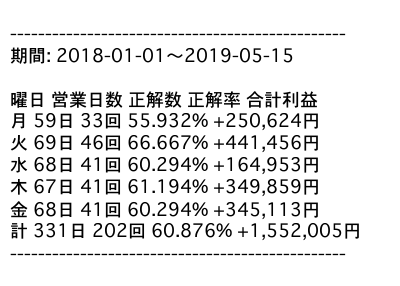 ------------------------------------------------
期間: 2018-01-01～2019-05-15
曜日 営業日数 正解数 正解率 合計利益
月 59日 33回 55.932% +250,624円
火 69日 46回 66.667% +441,456円
水 68日 41回 60.294% +164,953円
木 67日 41回 61.194% +349,859円
金 68日 41回 60.294% +345,113円
計 331日 202回 60.876% +1,552,005円
------------------------------------------------